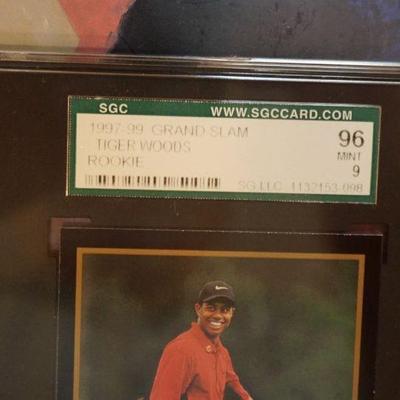 SGC WWW.SGCCARD.COM
1997-99 GRAND SLAM 96
TIGER WOODS MINT
ROOKIE 9
SG LLC 1132153-098